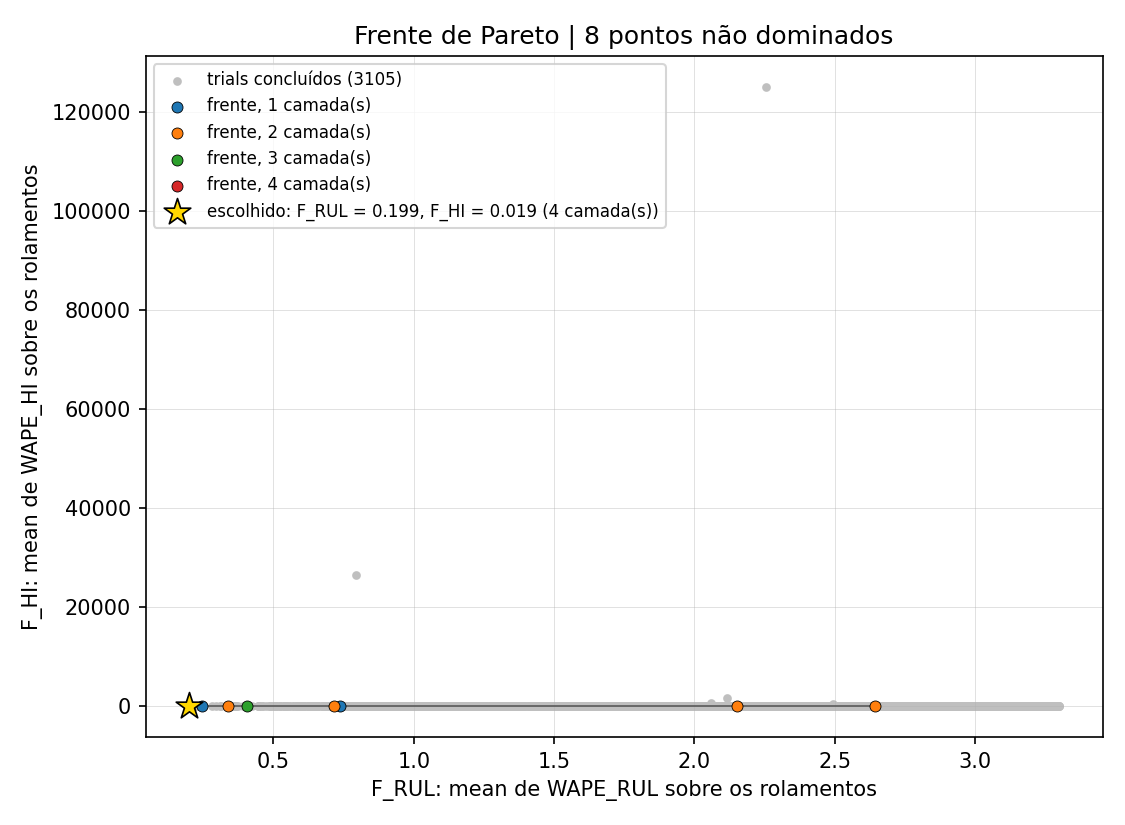 Frente de Pareto | 8 pontos não dominados
trials concluídos (3105)
frente, 1 camada(s)
frente, 2 camada(s)
frente, 3 camada(s)
frente, 4 camada(s)
escolhido: F_RUL = 0.199, F_HI = 0.019 (4 camada(s))
F_HI: mean de WAPE_HI sobre os rolamentos
120000
100000
80000
60000
40000
20000
0
0.5
1.0
1.5
2.0
2.5
3.0
F_RUL: mean de WAPE_RUL sobre os rolamentos